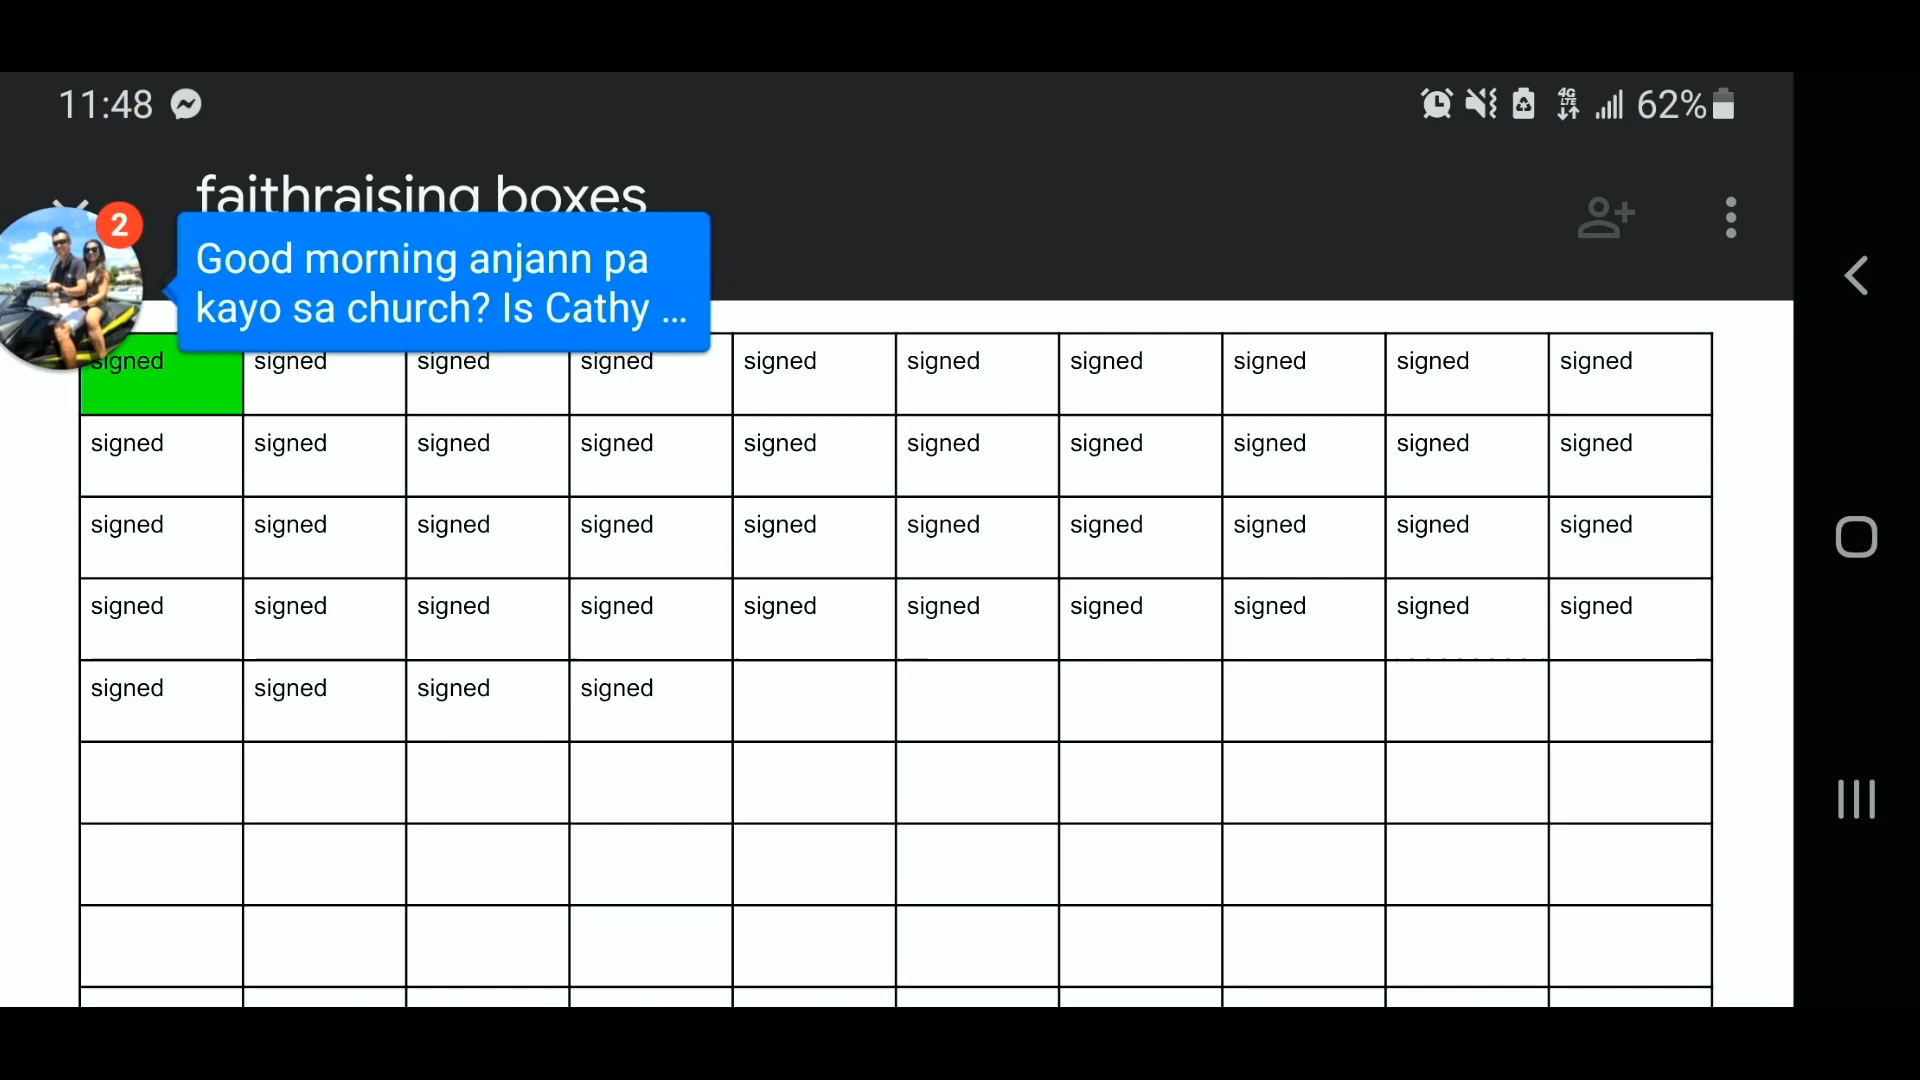 11:48
4G LTE 62%
faithraising boxes
2
Good morning anjann pa
kayo sa church? Is Cathy ...
signed signed signed signed signed signed signed signed signed signed
signed signed signed signed signed signed signed signed signed signed
signed signed signed signed signed signed signed signed signed signed
signed signed signed signed signed signed signed signed signed signed
signed signed signed signed